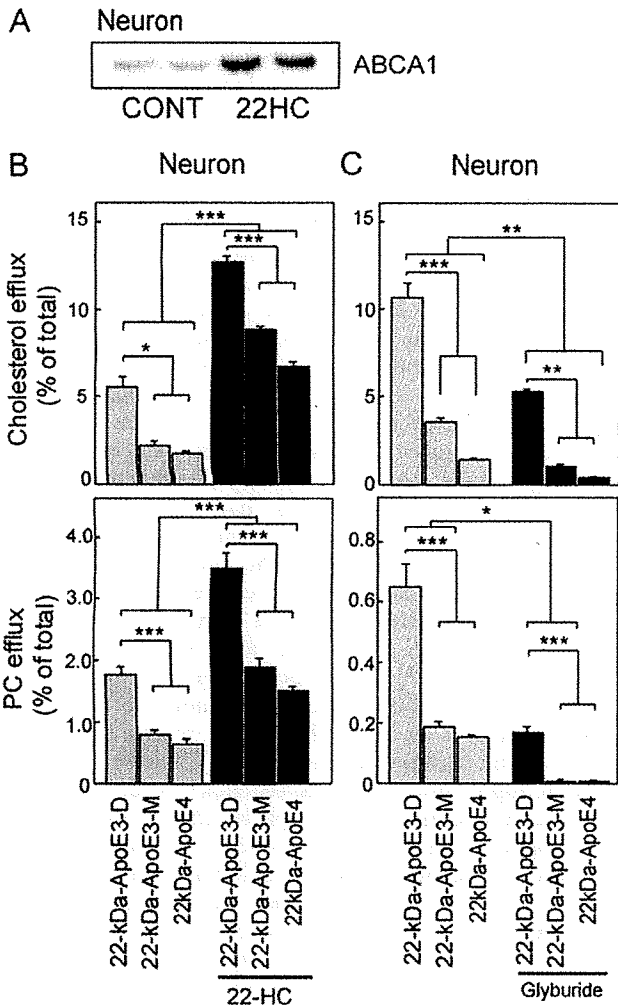 A
Neuron
ABCA1
CONT 22HC
B Neuron
Cholesterol efflux
(% of total)
15
10
5
0
***
***
*
PC efflux
(% of total)
4.0
3.0
2.0
1.0
0
***
***
***
22-kDa-ApoE3-D
22-kDa-ApoE3-M
22kDa-ApoE4
22-kDa-ApoE3-D
22-kDa-ApoE3-M
22kDa-ApoE4
22-HC
C Neuron
15
10
5
0
**
***
**
0.8
0.6
0.4
0.2
0
*
***
***
22-kDa-ApoE3-D
22-kDa-ApoE3-M
22kDa-ApoE4
22-kDa-ApoE3-D
22-kDa-ApoE3-M
22kDa-ApoE4
Glyburide